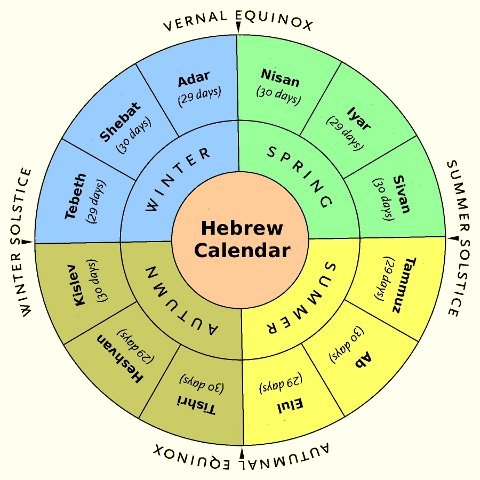 VERNAL EQUINOX
Nisan
(30 days)
Iyar
(29 days)
Sivan
(30 days)
SUMMER SOLSTICE
Tammuz
(29 days)
Ab
(30 days)
Elul
(29 days)
AUTUMNAL EQUINOX
Tishri
(30 days)
Heshvan
(29 days)
Kislev
(30 days)
WINTER SOLSTICE
Tebeth
(29 days)
Shebat
(30 days)
Adar
(29 days)
SPRING
SUMMER
AUTUMN
WINTER
Hebrew
Calendar